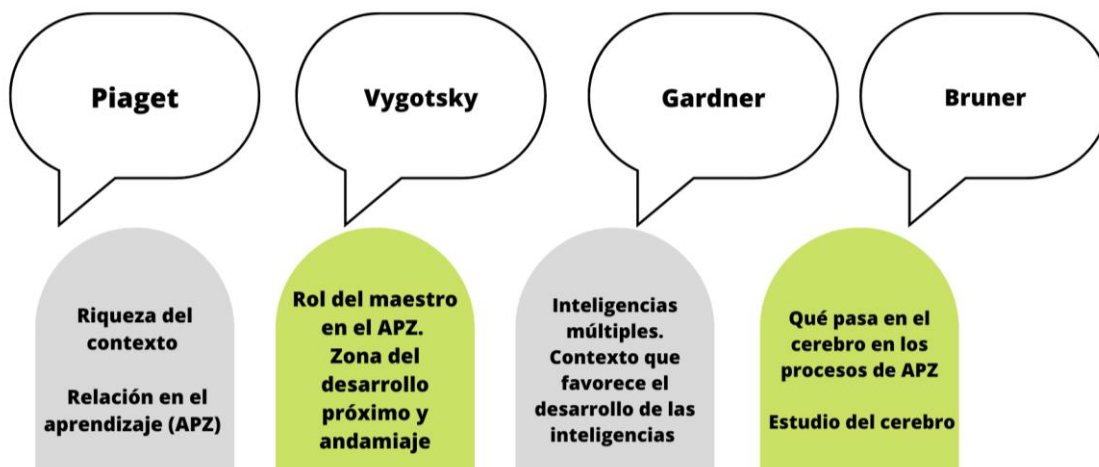 Piaget
Vygotsky
Gardner
Bruner
Riqueza del
contexto
Relación en el
aprendizaje (APZ)
Rol del maestro
en el APZ.
Zona del
desarrollo
próximo y
andamiaje
Inteligencias
múltiples.
Contexto que
favorece el
desarrollo de las
inteligencias
Qué pasa en el
cerebro en los
procesos de APZ
Estudio del cerebro